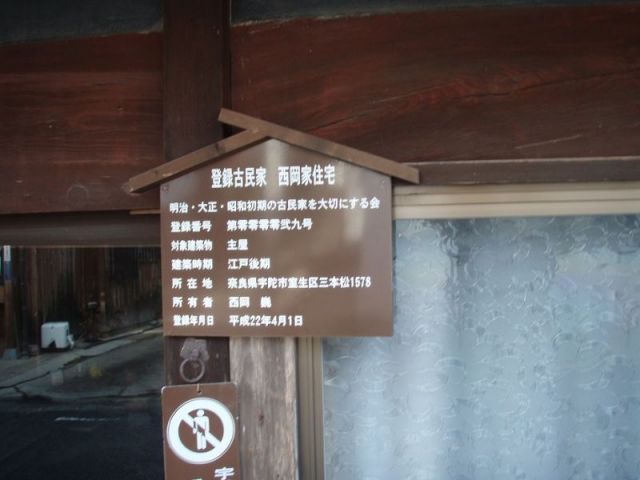 登録古民家 西岡家住宅
明治・大正・昭和初期の古民家を大切にする会
登録番号 第零零零零弐九号
対象建築物 主屋
建築時期 江戸後期
所在地 奈良県宇陀市室生区三本松1578
所有者 西岡
登録年月日 平成22年4月1日
宇